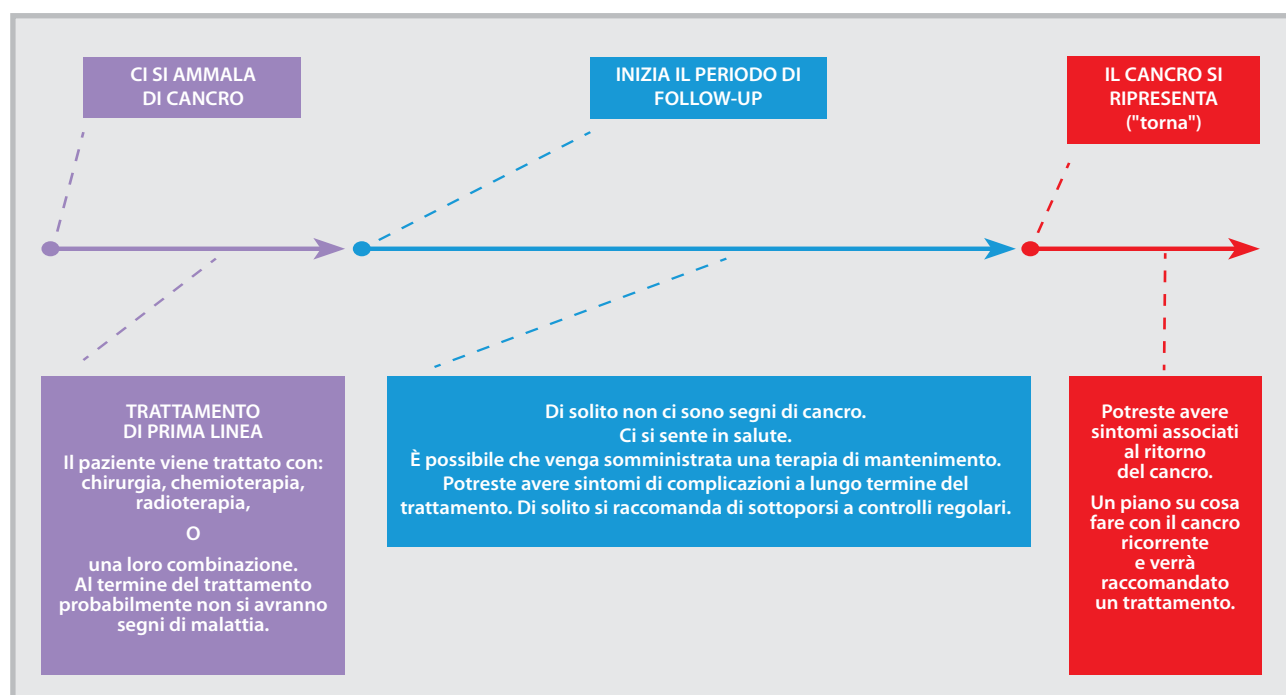 CI SI AMMALA
DI CANCRO
INIZIA IL PERIODO DI
FOLLOW-UP
IL CANCRO SI
RIPRESENTA
("torna")
TRATTAMENTO
DI PRIMA LINEA
Il paziente viene trattato con:
chirurgia, chemioterapia,
radioterapia,
O
una loro combinazione.
Al termine del trattamento
probabilmente non si avranno
segni di malattia.
Di solito non ci sono segni di cancro.
Ci si sente in salute.
È possibile che venga somministrata una terapia di mantenimento.
Potreste avere sintomi di complicazioni a lungo termine del
trattamento. Di solito si raccomanda di sottoporsi a controlli regolari.
Potreste avere
sintomi associati
al ritorno
del cancro.
Un piano su cosa
fare con il cancro
ricorrente
e verrà
raccomandato
un trattamento.